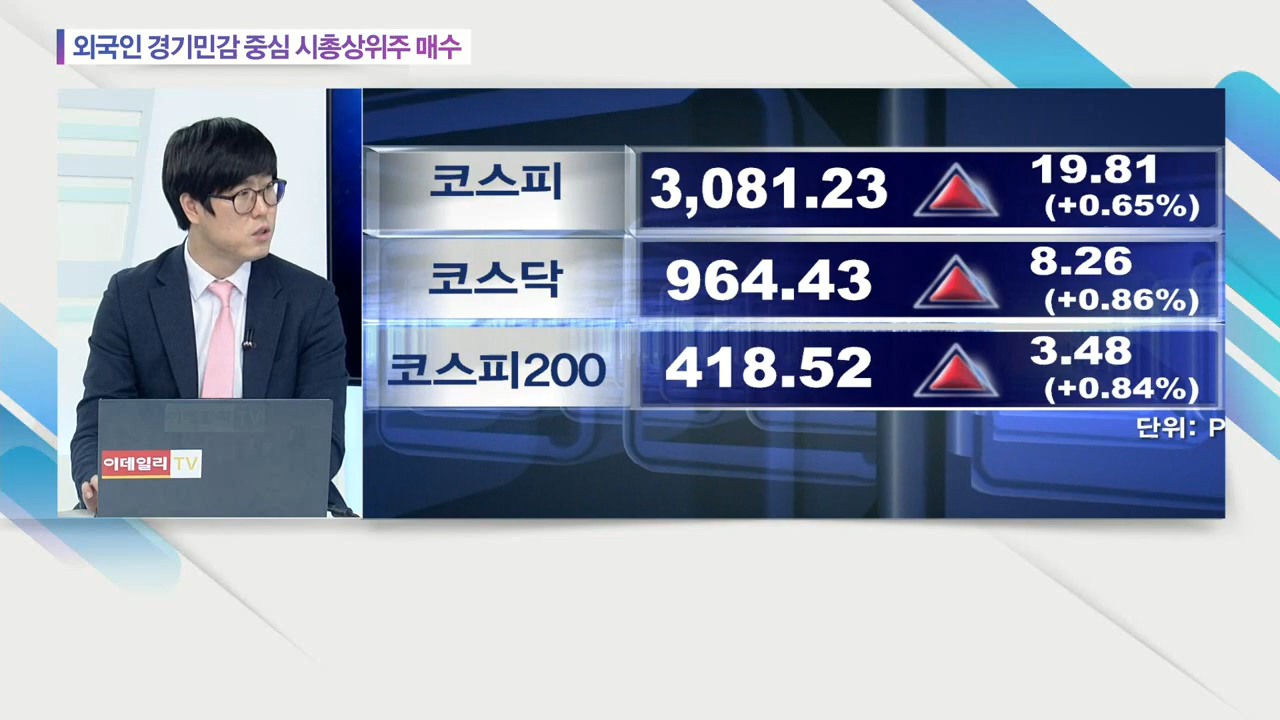 외국인 경기민감 중심 시총상위주 매수
코스피 3,081.23 ▲ 19.81 (+0.65%)
코스닥 964.43 ▲ 8.26 (+0.86%)
코스피200 418.52 ▲ 3.48 (+0.84%)
단위: P
이데일리 TV